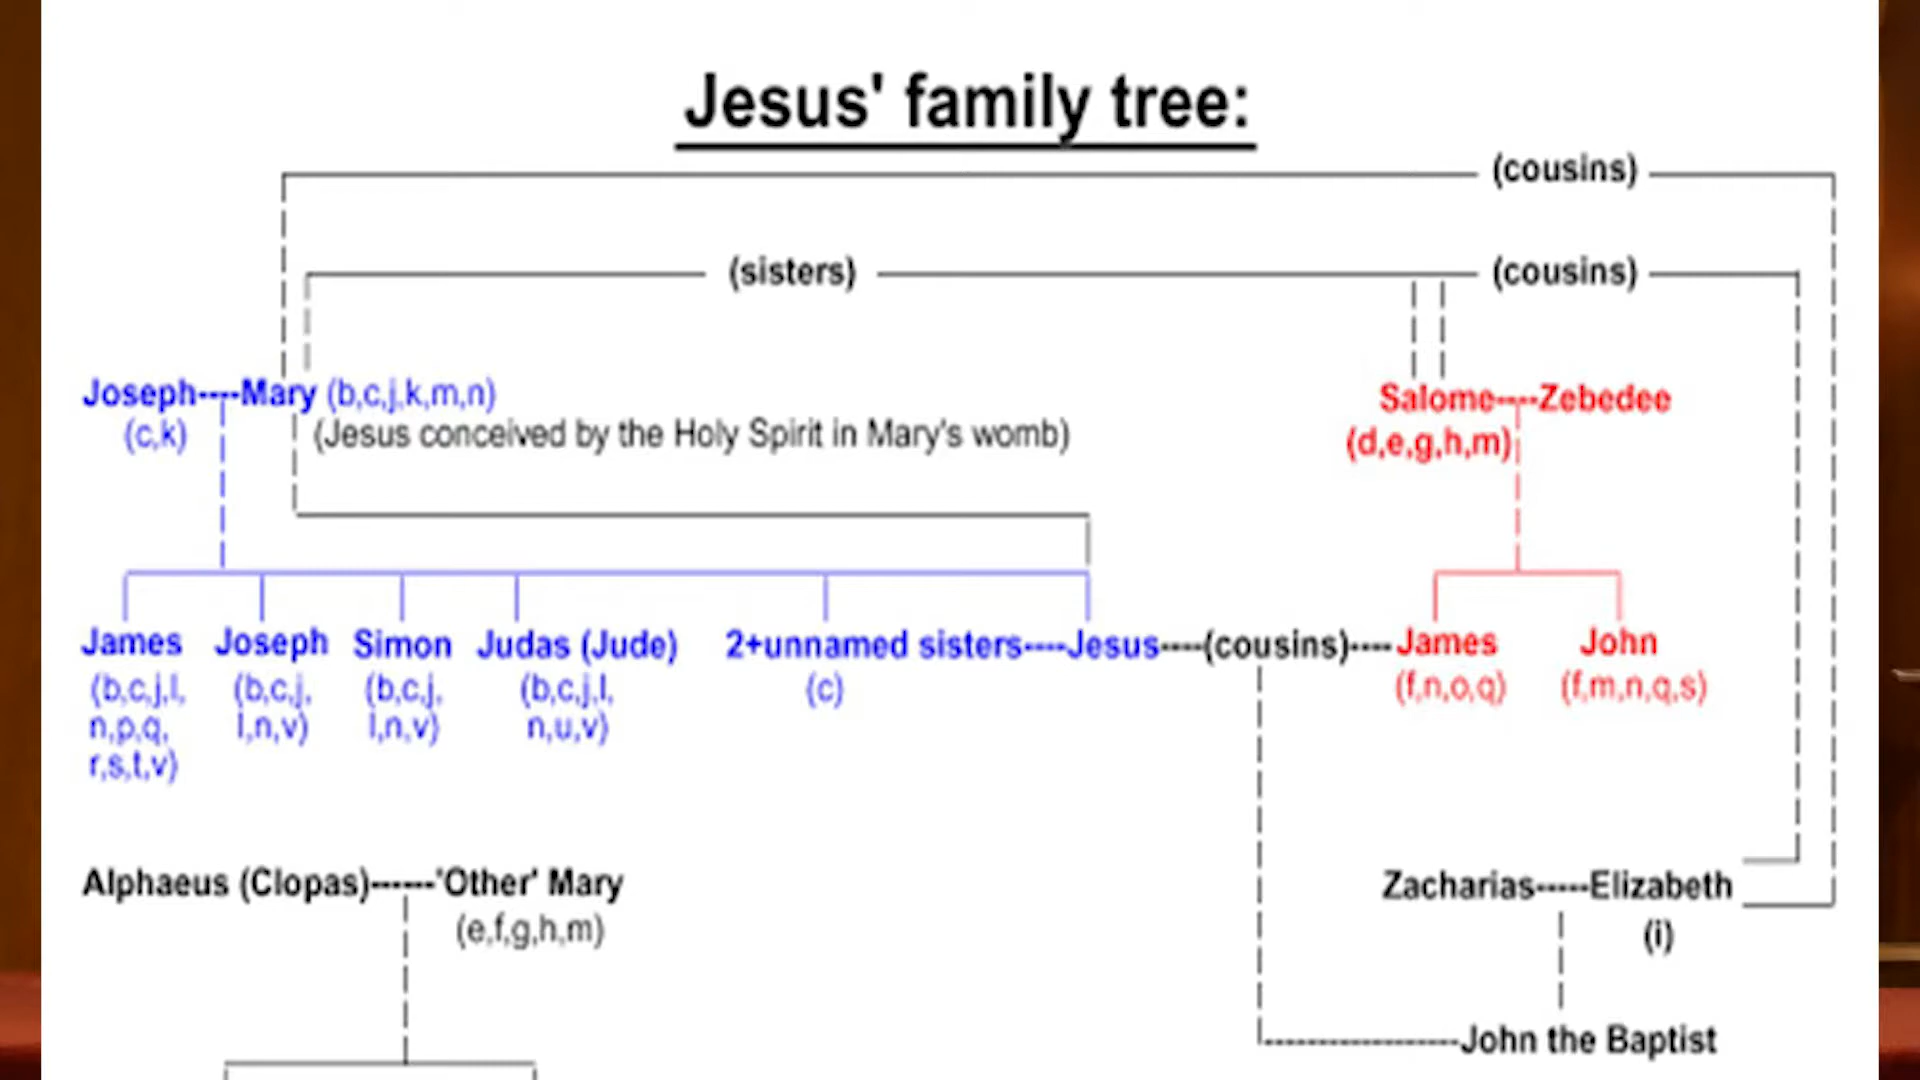 Jesus' family tree:
(cousins)
(sisters)
(cousins)
Joseph----Mary (b,c,j,k,m,n)
(c,k)
(Jesus conceived by the Holy Spirit in Mary's womb)
Salome----Zebedee
(d,e,g,h,m)
James
(b,c,j,l,
n,p,q,
r,s,t,v)
Joseph
(b,c,j,
l,n,v)
Simon
(b,c,j,
l,n,v)
Judas (Jude)
(b,c,j,l,
n,u,v)
2+unnamed sisters----Jesus----(cousins)----James
(c)
(f,n,o,q)
John
(f,m,n,q,s)
Alphaeus (Clopas)------'Other' Mary
(e,f,g,h,m)
Zacharias-----Elizabeth
(i)
John the Baptist